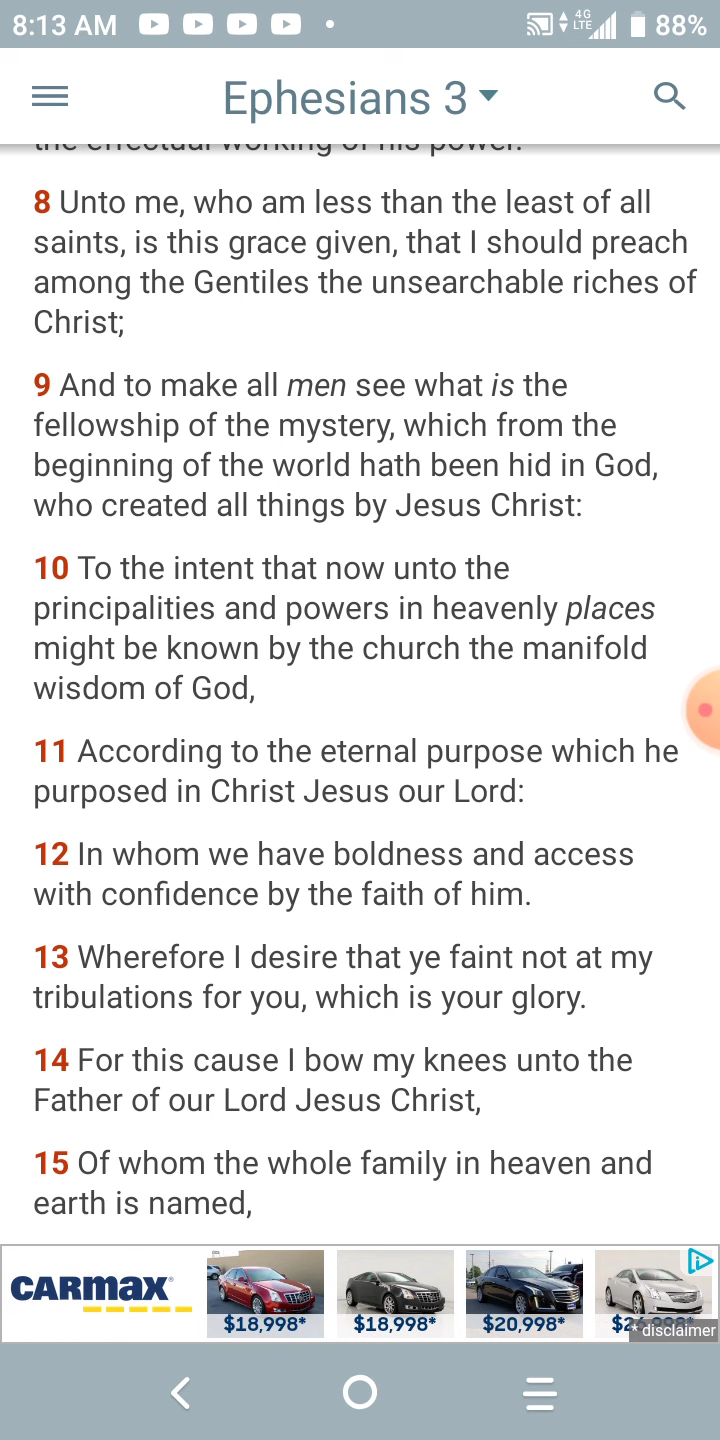 8:13 AM
4G
LTE
88%
Ephesians 3
the effectual working of his power.
8 Unto me, who am less than the least of all
saints, is this grace given, that I should preach
among the Gentiles the unsearchable riches of
Christ;
9 And to make all men see what is the
fellowship of the mystery, which from the
beginning of the world hath been hid in God,
who created all things by Jesus Christ:
10 To the intent that now unto the
principalities and powers in heavenly places
might be known by the church the manifold
wisdom of God,
11 According to the eternal purpose which he
purposed in Christ Jesus our Lord:
12 In whom we have boldness and access
with confidence by the faith of him.
13 Wherefore I desire that ye faint not at my
tribulations for you, which is your glory.
14 For this cause I bow my knees unto the
Father of our Lord Jesus Christ,
15 Of whom the whole family in heaven and
earth is named,
CARMAX
$18,998*
$18,998*
$20,998*
* disclaimer